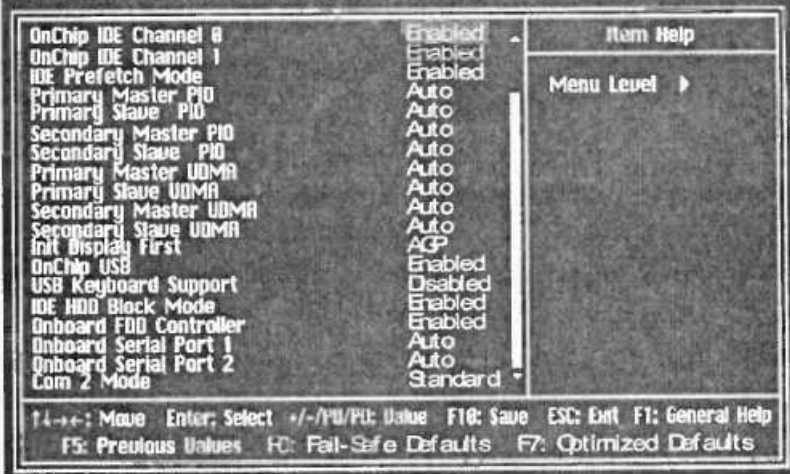 OnChip IDE Channel 0 Enabled
OnChip IDE Channel 1 Enabled
IDE Prefetch Mode Enabled
Primary Master PIO Auto
Primary Slave PIO Auto
Secondary Master PIO Auto
Secondary Slave PIO Auto
Primary Master UDMA Auto
Primary Slave UDMA Auto
Secondary Master UDMA Auto
Secondary Slave UDMA Auto
Init Display First AGP
OnChip USB Enabled
USB Keyboard Support Disabled
IDE HDD Block Mode Enabled
Onboard FDD Controller Enabled
Onboard Serial Port 1 Auto
Onboard Serial Port 2 Auto
Com 2 Mode Standard
Item Help
Menu Level ▶
↑↓→←: Move Enter: Select +/-/PU/PD: Value F10: Save ESC: Exit F1: General Help
F5: Previous Values Fail-Safe Defaults F7: Optimized Defaults